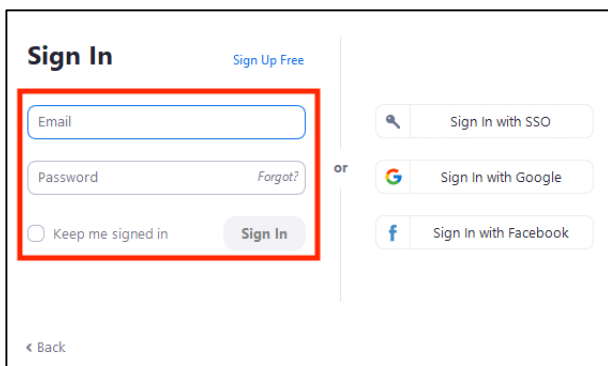 Sign In
Sign Up Free
Email
Password
Forgot?
Keep me signed in
Sign In
or
Sign In with SSO
Sign In with Google
Sign In with Facebook
Back